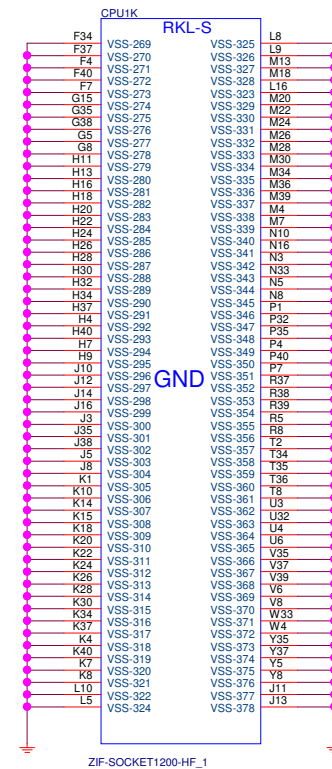 CPU1K
RKL-S
F34 VSS-269 VSS-325 L8
F37 VSS-270 VSS-326 L9
F4 VSS-271 VSS-327 M13
F40 VSS-272 VSS-328 M18
F7 VSS-273 L16
G15 VSS-274 VSS-329 M20
G35 VSS-275 VSS-330 M22
G38 VSS-276 VSS-331 M24
G5 VSS-277 VSS-332 M26
G8 VSS-278 VSS-333 M28
H11 VSS-279 VSS-334 M30
H13 VSS-280 VSS-335 M34
H16 VSS-281 VSS-336 M36
H18 VSS-282 VSS-337 M39
H20 VSS-283 VSS-338 M4
H22 VSS-284 VSS-339 M7
H24 VSS-285 VSS-340 N10
H26 VSS-286 VSS-341 N16
H28 VSS-287 VSS-342 N3
H30 VSS-288 VSS-343 N33
H32 VSS-289 VSS-344 N5
H34 VSS-290 VSS-345 N8
H37 VSS-291 VSS-346 P1
H4 VSS-292 VSS-347 P32
H40 VSS-293 VSS-348 P35
H7 VSS-294 VSS-349 P4
H9 VSS-295 VSS-350 P40
J10 VSS-296 VSS-351 P7
J12 VSS-297 VSS-352 R37
GND
J14 VSS-298 VSS-353 R38
J16 VSS-299 VSS-354 R39
J3 VSS-300 VSS-355 R5
J35 VSS-301 VSS-356 R8
J38 VSS-302 VSS-357 T2
J5 VSS-303 VSS-358 T34
J8 VSS-304 VSS-359 T35
K1 VSS-305 VSS-360 T36
K10 VSS-306 VSS-361 T8
K14 VSS-307 VSS-362 U3
K15 VSS-308 VSS-363 U32
K18 VSS-309 VSS-364 U4
K20 VSS-310 VSS-365 U6
K22 VSS-311 VSS-366 V35
K24 VSS-312 VSS-367 V37
K26 VSS-313 VSS-368 V39
K28 VSS-314 VSS-369 V6
K30 VSS-315 VSS-370 V8
K34 VSS-316 VSS-371 W33
K37 VSS-317 VSS-372 W4
K4 VSS-318 VSS-373 Y35
K40 VSS-319 VSS-374 Y37
K7 VSS-320 VSS-375 Y5
K8 VSS-321 VSS-376 Y8
L10 VSS-322 VSS-377 J11
L5 VSS-324 VSS-378 J13
ZIF-SOCKET1200-HF_1